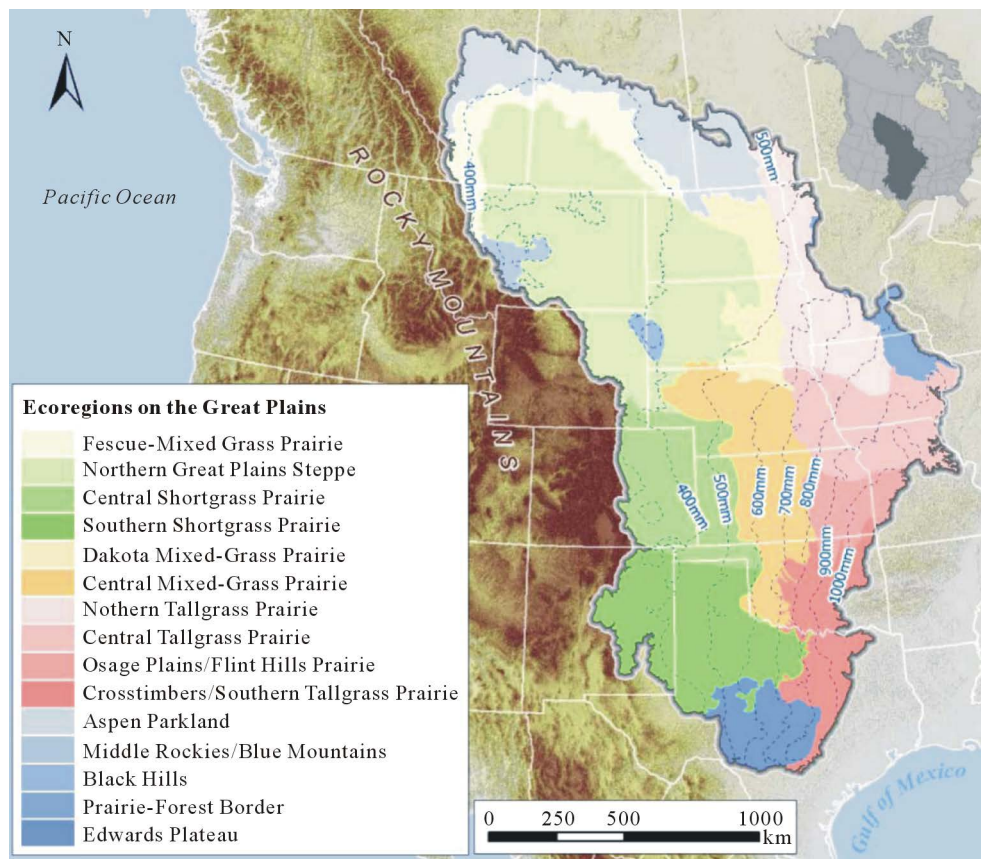 N
Pacific Ocean
ROCKY MOUNTAINS
500mm
400mm
400mm
500mm
600mm
700mm
800mm
900mm
1000mm
Ecoregions on the Great Plains
Fescue-Mixed Grass Prairie
Northern Great Plains Steppe
Central Shortgrass Prairie
Southern Shortgrass Prairie
Dakota Mixed-Grass Prairie
Central Mixed-Grass Prairie
Nothern Tallgrass Prairie
Central Tallgrass Prairie
Osage Plains/Flint Hills Prairie
Crosstimbers/Southern Tallgrass Prairie
Aspen Parkland
Middle Rockies/Blue Mountains
Black Hills
Prairie-Forest Border
Edwards Plateau
0 250 500 1000
km
Gulf of Mexico